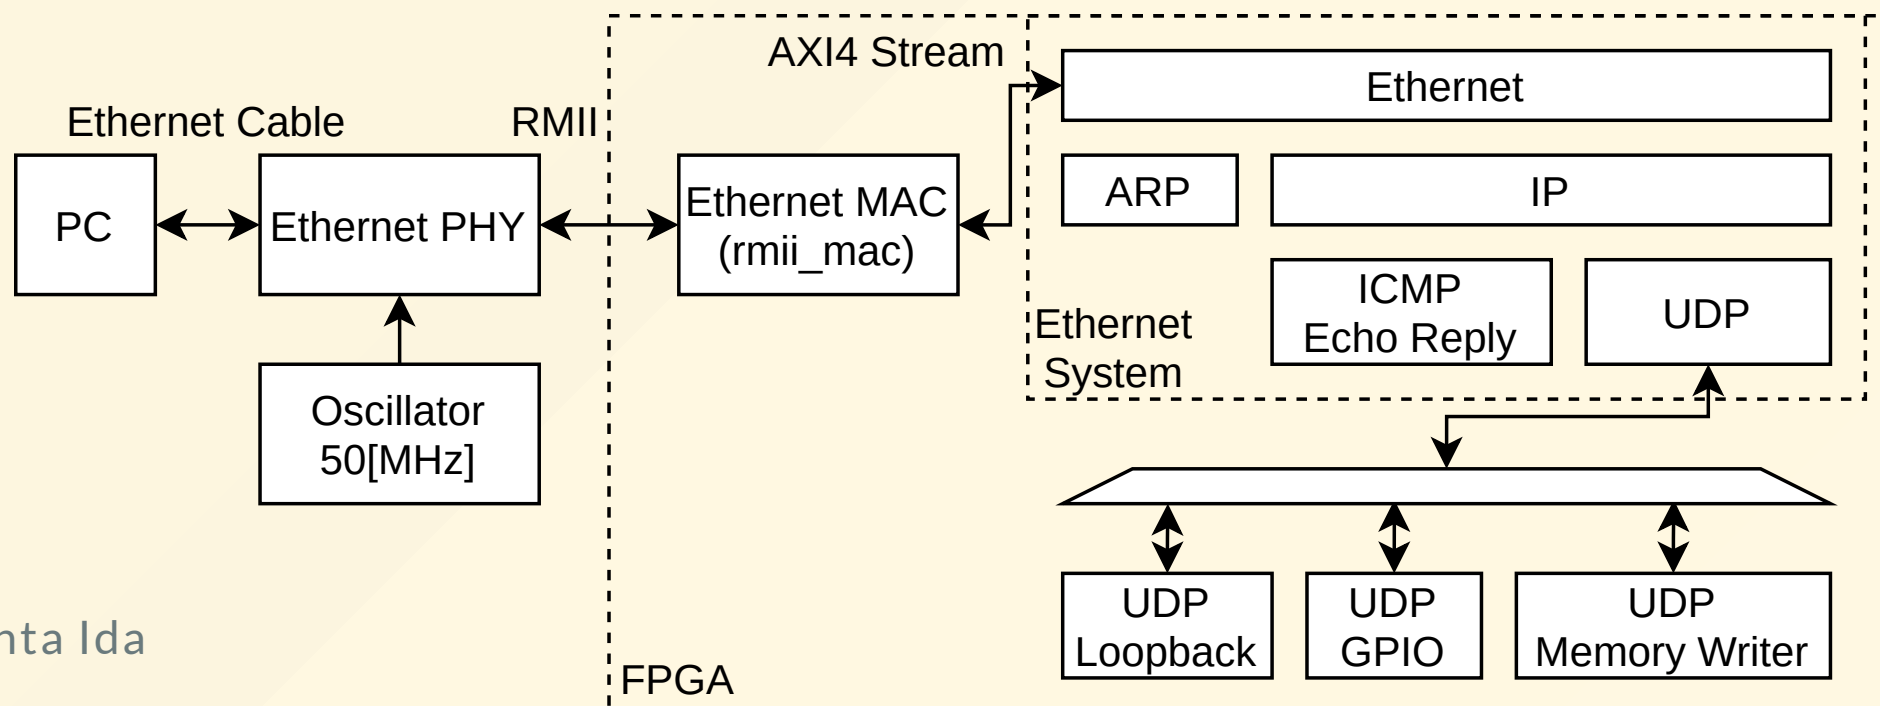 AXI4 Stream
Ethernet
Ethernet Cable
RMII
PC
Ethernet PHY
Ethernet MAC
(rmii_mac)
ARP
IP
ICMP
Echo Reply
UDP
Ethernet
System
Oscillator
50[MHz]
UDP
Loopback
UDP
GPIO
UDP
Memory Writer
Ida
FPGA